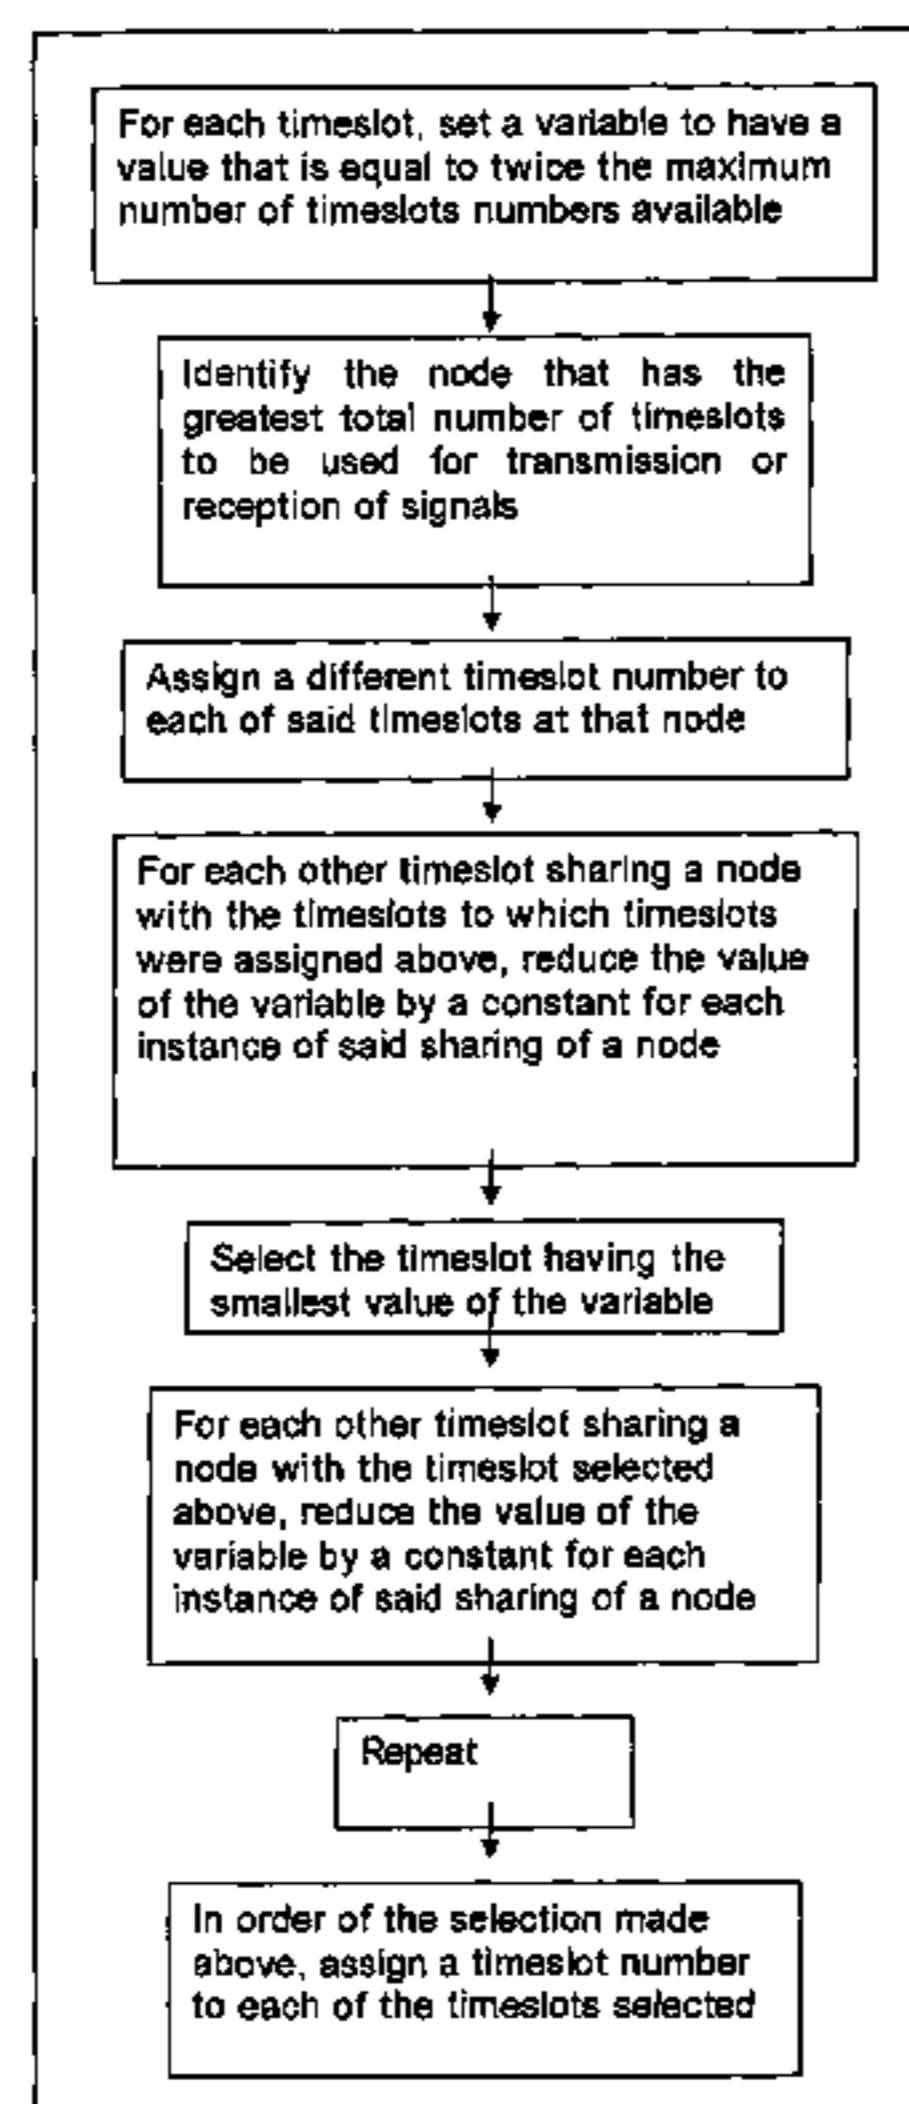 For each timeslot, set a variable to have a
value that is equal to twice the maximum
number of timeslots numbers available
Identify the node that has the
greatest total number of timeslots
to be used for transmission or
reception of signals
Assign a different timeslot number to
each of said timeslots at that node
For each other timeslot sharing a node
with the timeslots to which timeslots
were assigned above, reduce the value
of the variable by a constant for each
instance of said sharing of a node
Select the timeslot having the
smallest value of the variable
For each other timeslot sharing a
node with the timeslot selected
above, reduce the value of the
variable by a constant for each
instance of said sharing of a node
Repeat
In order of the selection made
above, assign a timeslot number
to each of the timeslots selected